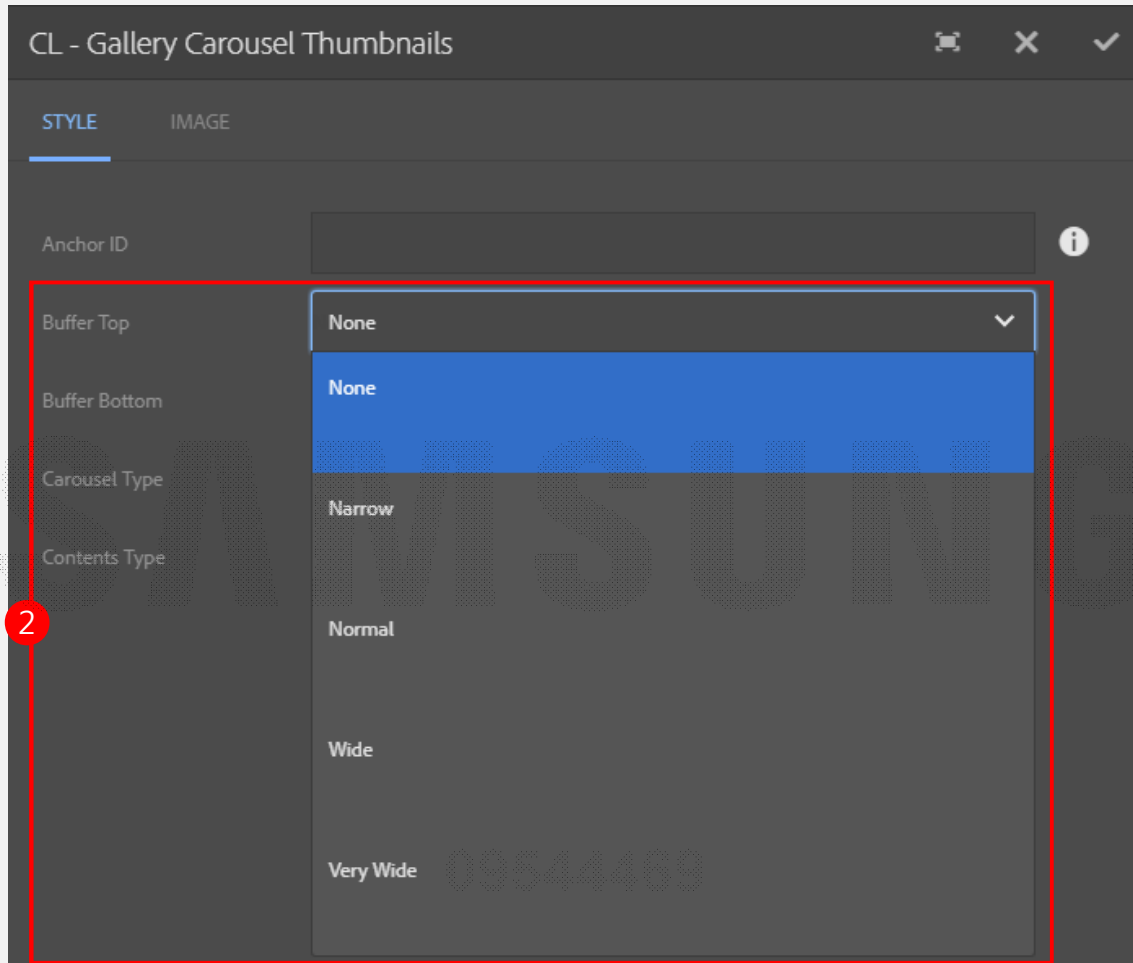 CL - Gallery Carousel Thumbnails
STYLE IMAGE
Anchor ID
Buffer Top None
Buffer Bottom None
Carousel Type
Narrow
Contents Type
2
Normal
Wide
Very Wide
SAMSUNG
09544469